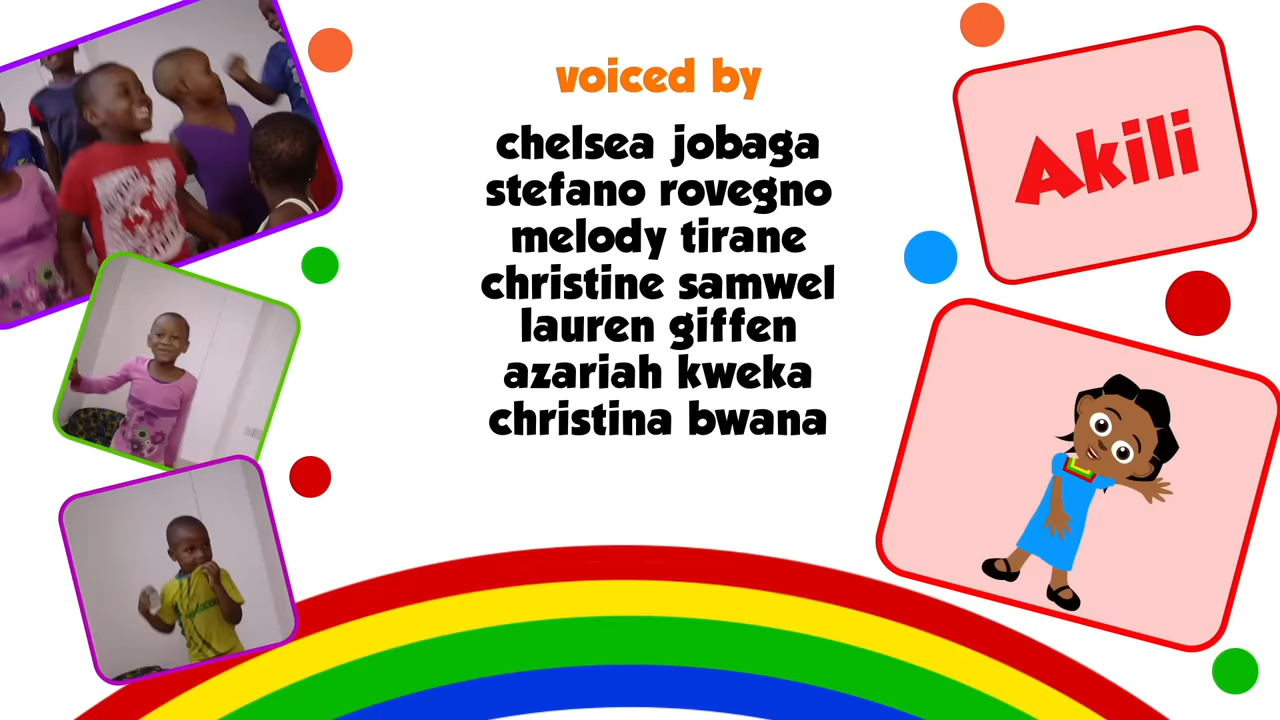 voiced by
chelsea jobaga
stefano rovegno
melody tirane
christine samwel
lauren giffen
azariah kweka
christina bwana
Akili